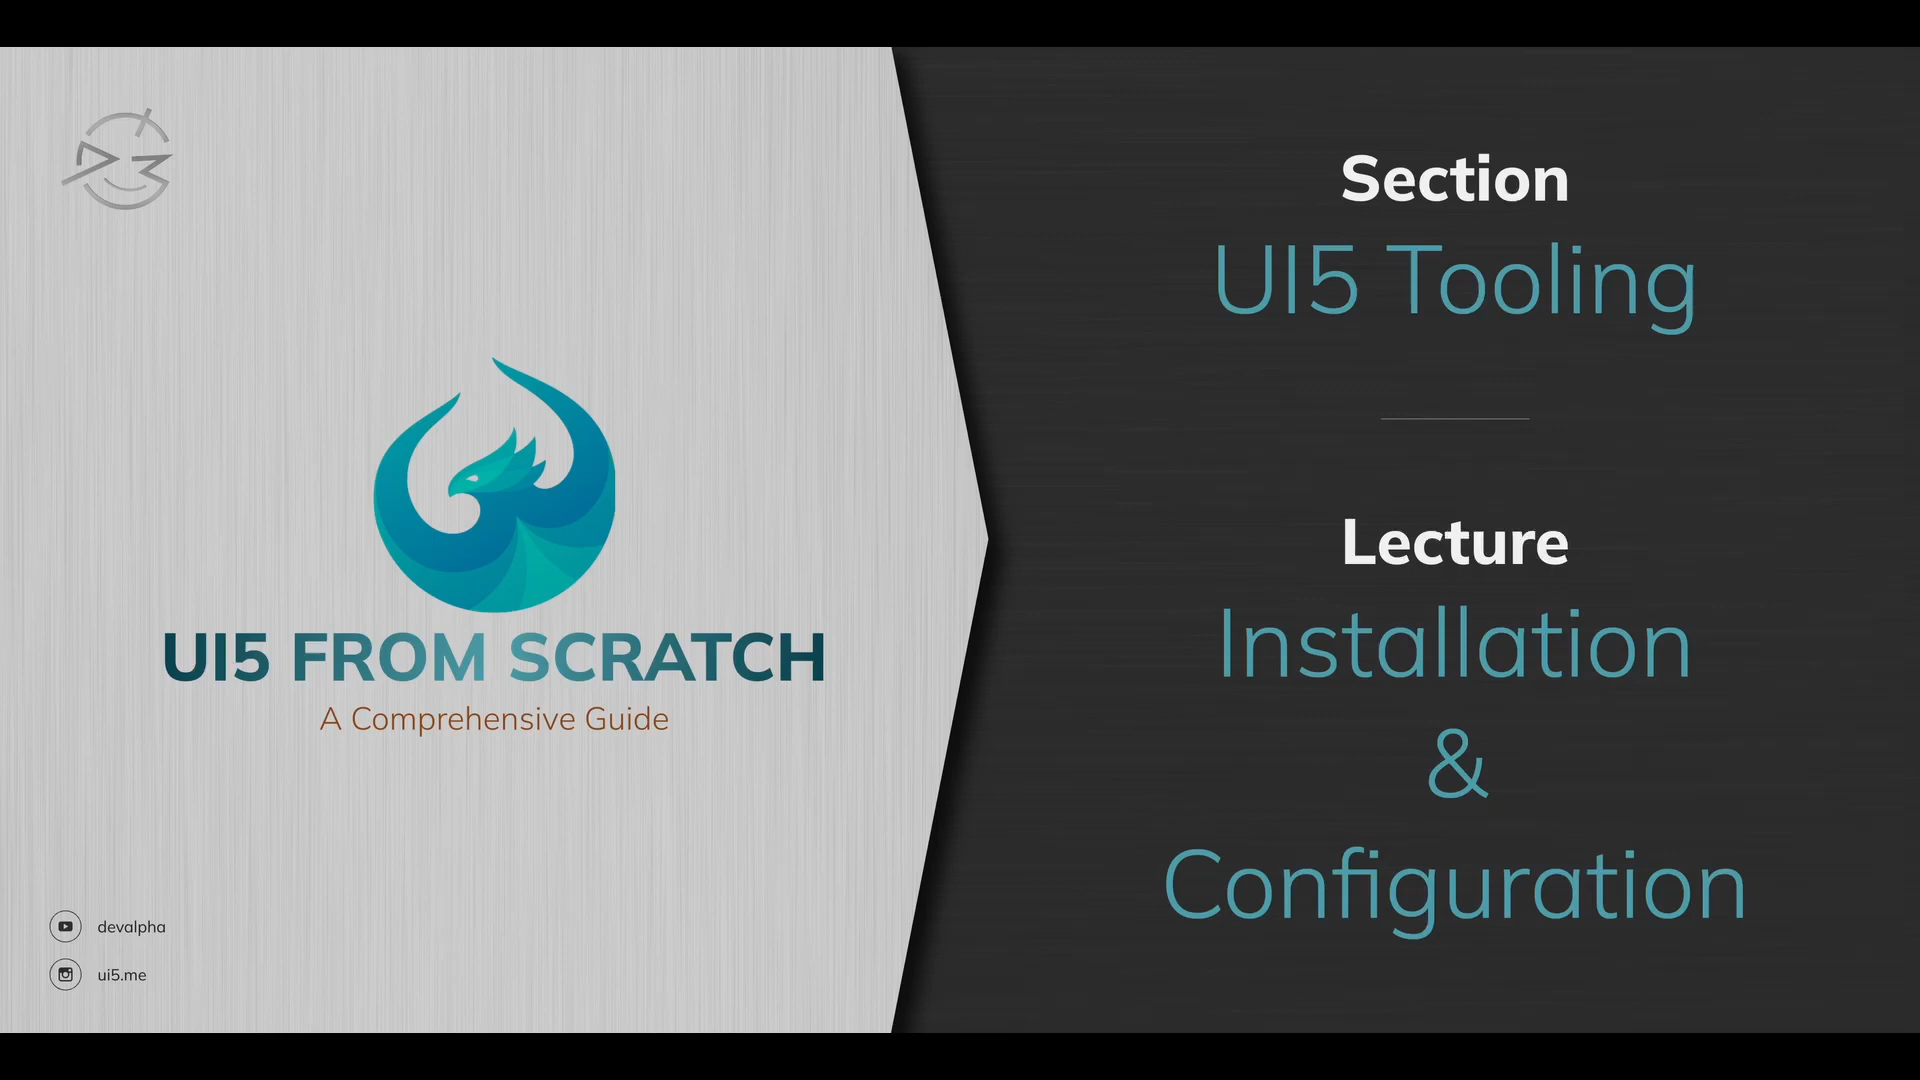 UI5 FROM SCRATCH
A Comprehensive Guide
devalpha
ui5.me
Section
UI5 Tooling
Lecture
Installation
&
Configuration